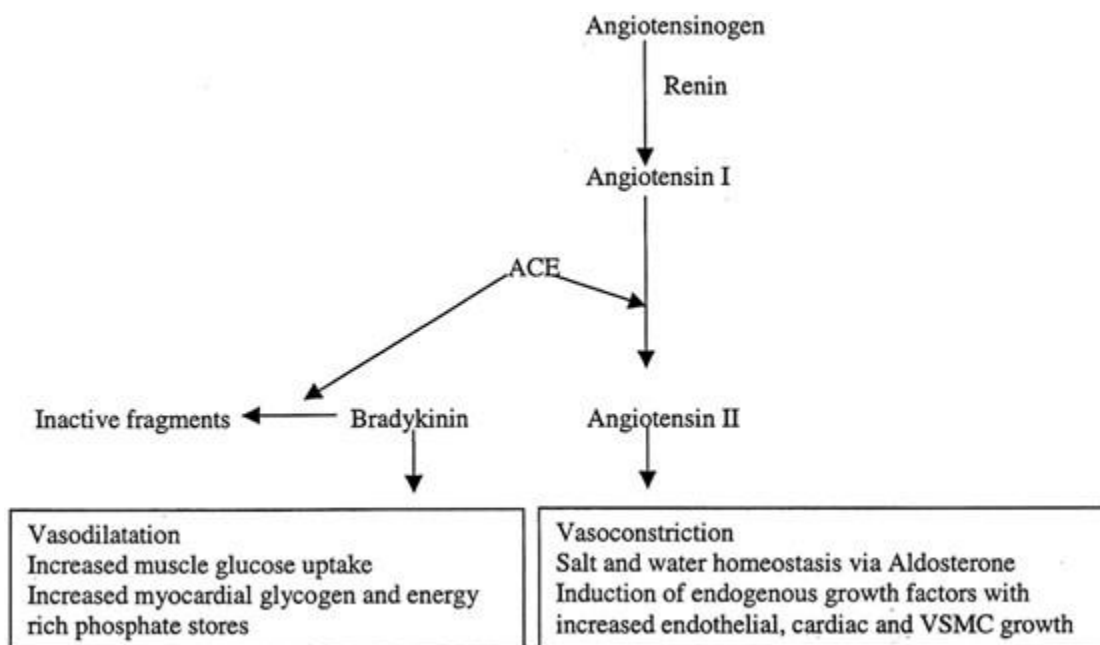 Angiotensinogen
Renin
Angiotensin I
ACE
Inactive fragments
Bradykinin
Angiotensin II
Vasodilatation
Increased muscle glucose uptake
Increased myocardial glycogen and energy
rich phosphate stores
Vasoconstriction
Salt and water homeostasis via Aldosterone
Induction of endogenous growth factors with
increased endothelial, cardiac and VSMC growth